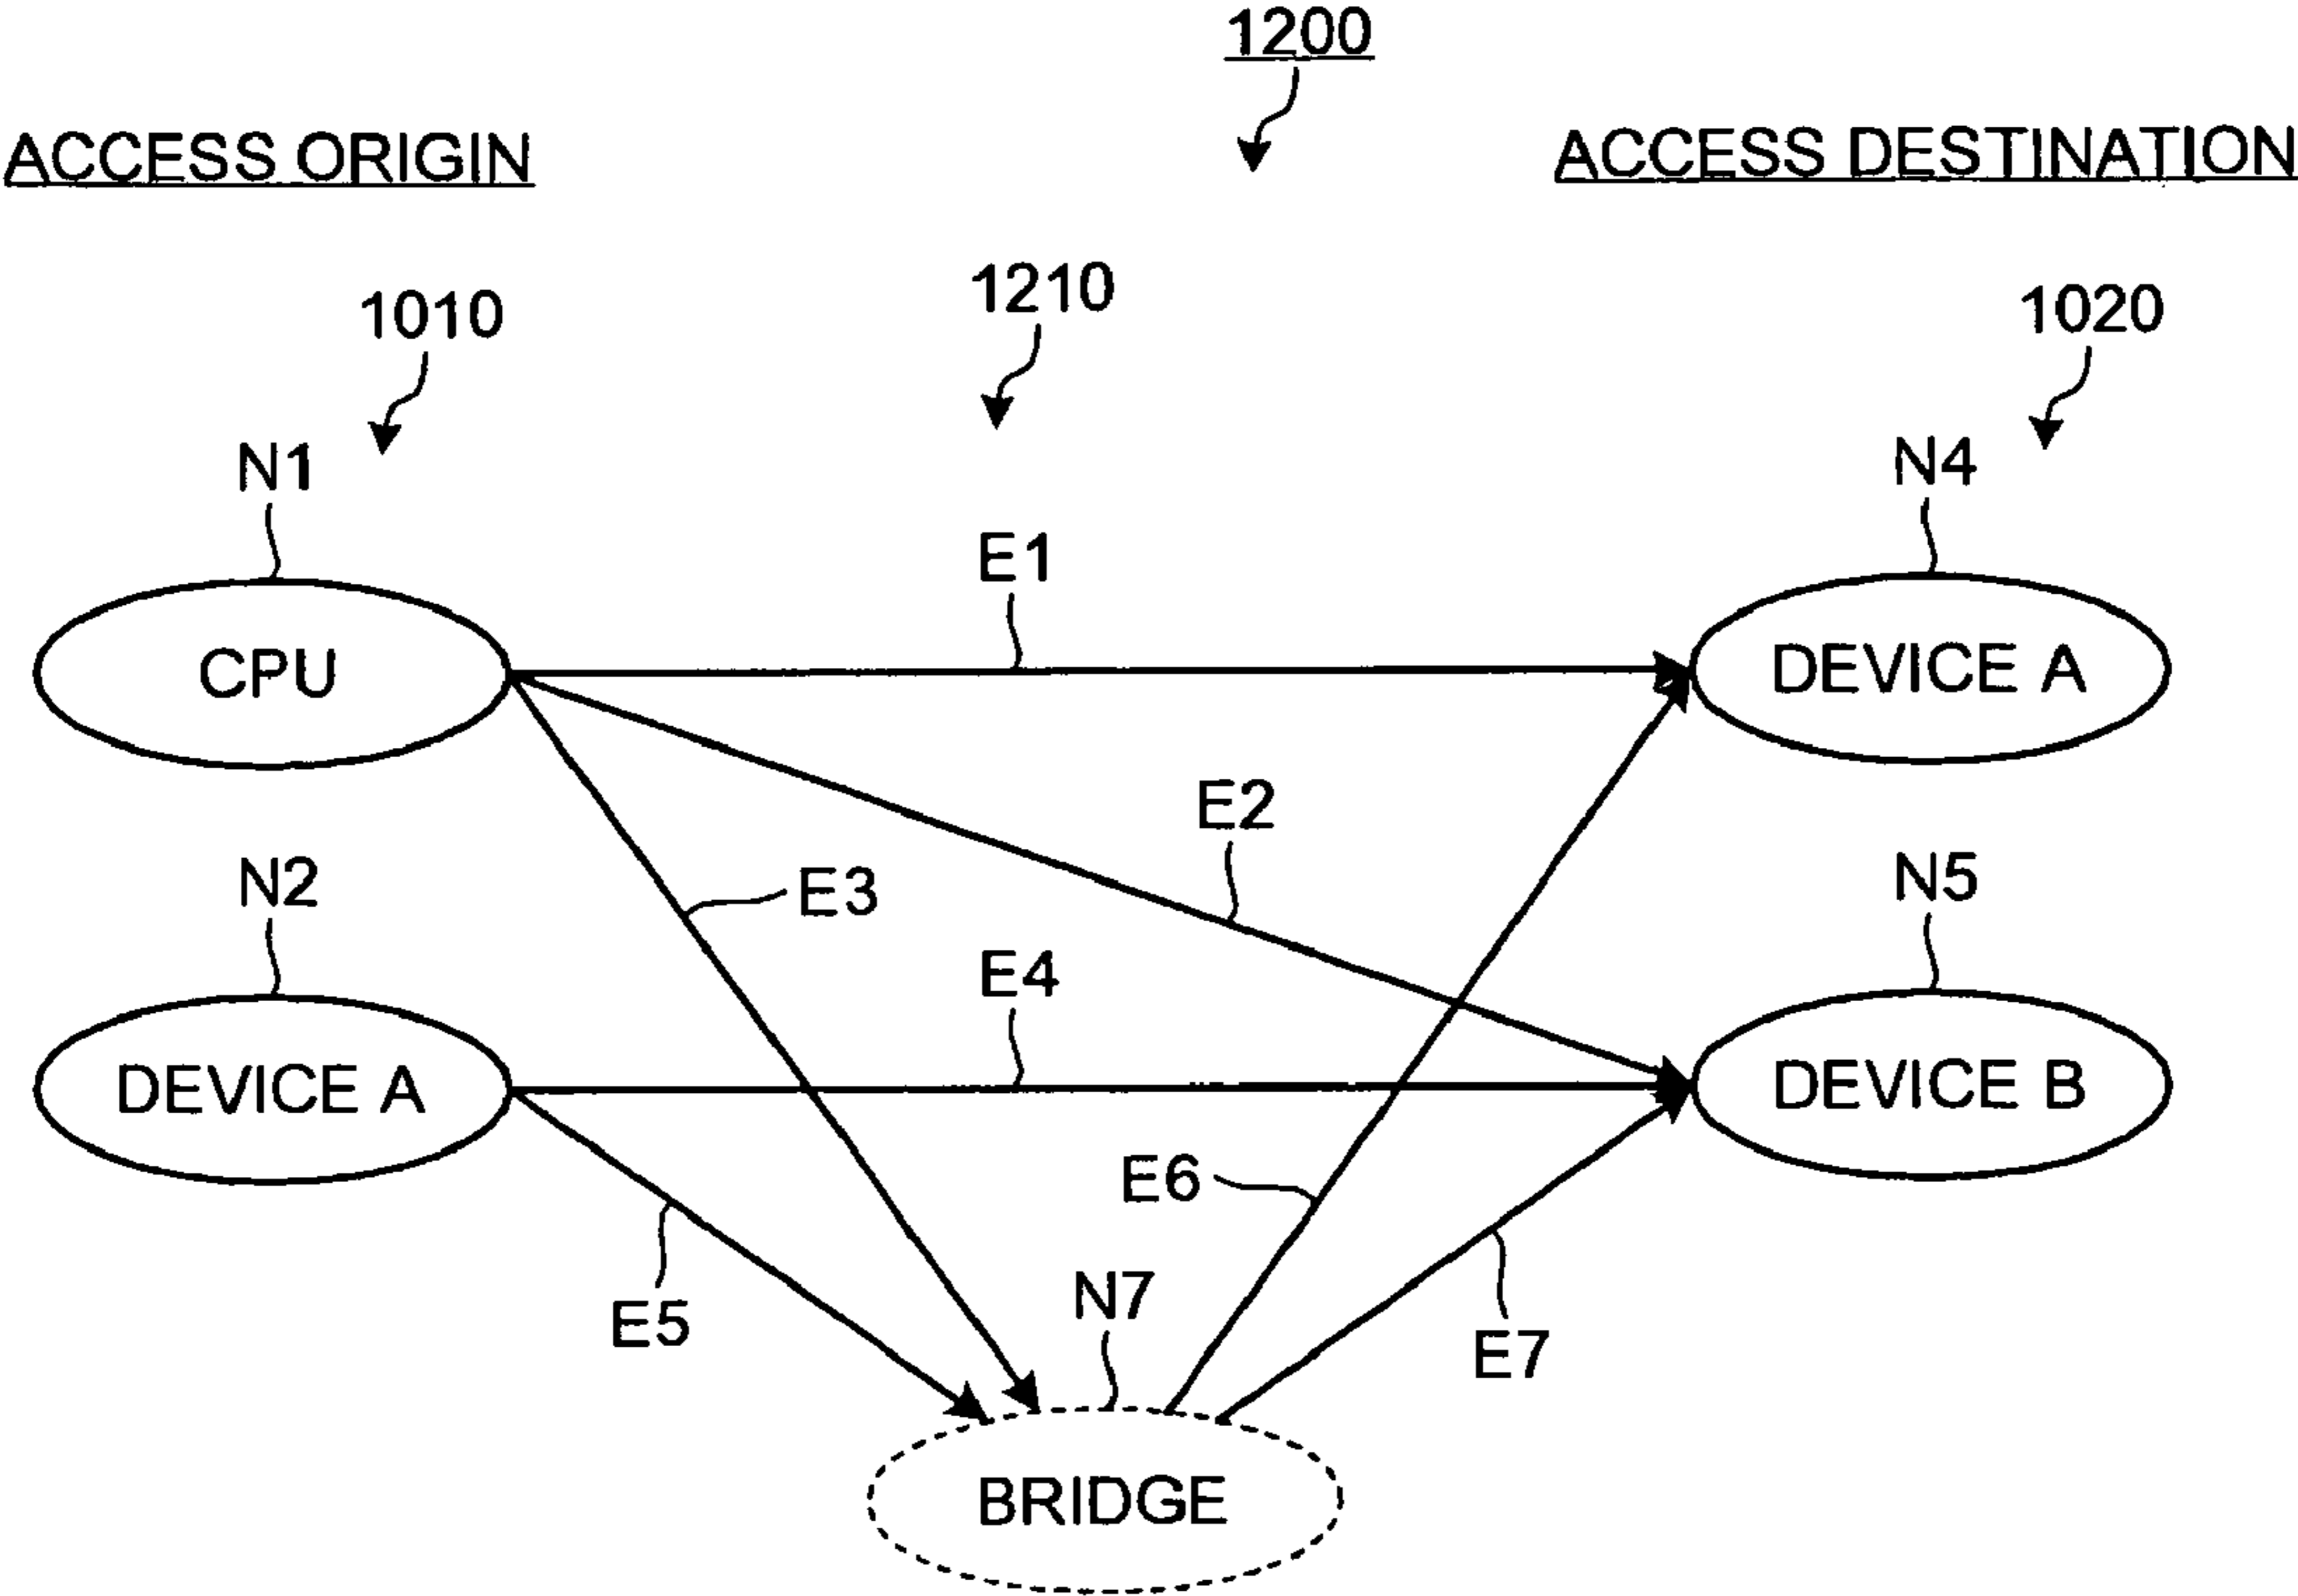 1200
ACCESS ORIGIN
ACCESS DESTINATION
1010
1210
1020
N1
N4
E1
CPU
DEVICE A
E2
N2
E3
N5
E4
DEVICE A
DEVICE B
E6
E5
N7
E7
BRIDGE